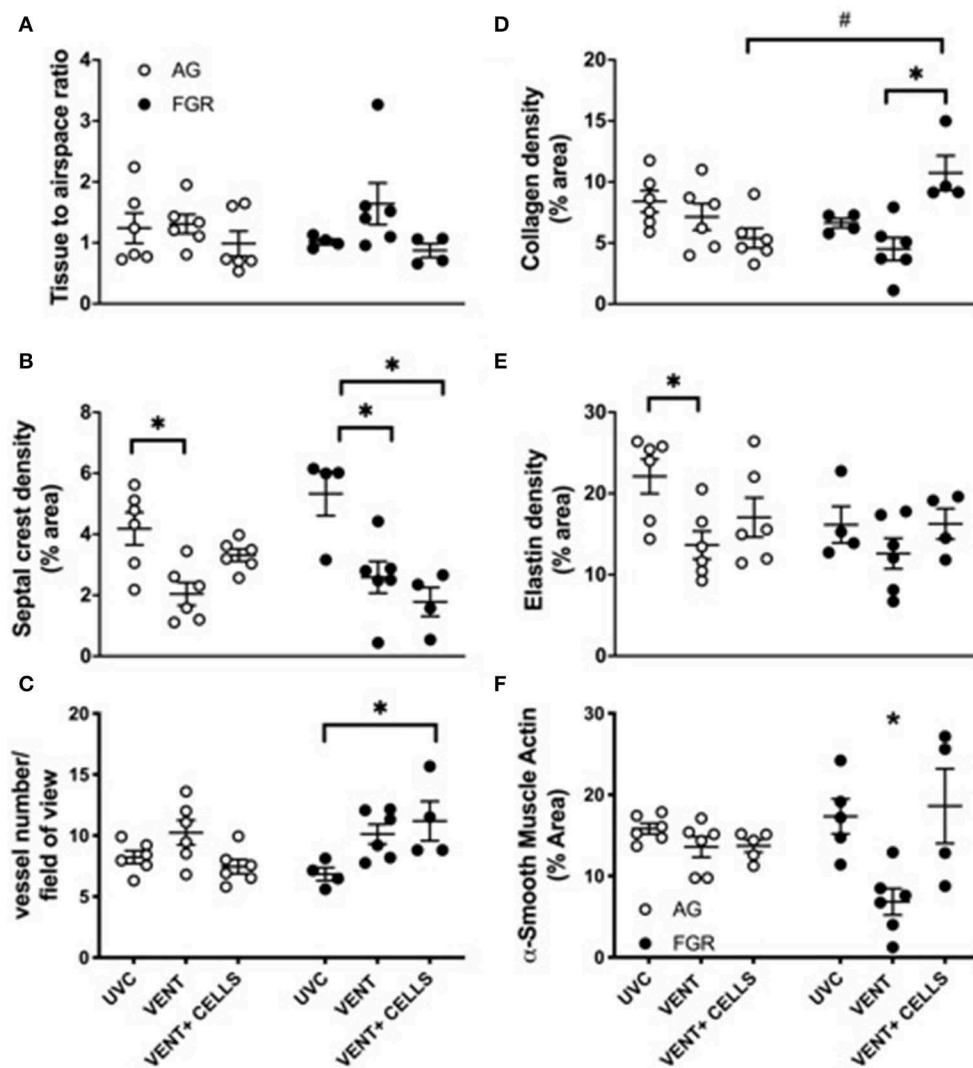 A
Tissue to airspace ratio
4
3
2
1
0
AG
FGR
B
Septal crest density
(% area)
8
6
4
2
0
*
*
*
C
vessel number/
field of view
20
15
10
5
0
*
UVC
VENT
VENT+ CELLS
UVC
VENT
VENT+ CELLS
D
Collagen density
(% area)
20
15
10
5
0
#
*
E
Elastin density
(% area)
30
20
10
0
*
F
α-Smooth Muscle Actin
(% Area)
30
20
10
0
*
AG
FGR
UVC
VENT
VENT+ CELLS
UVC
VENT
VENT+ CELLS